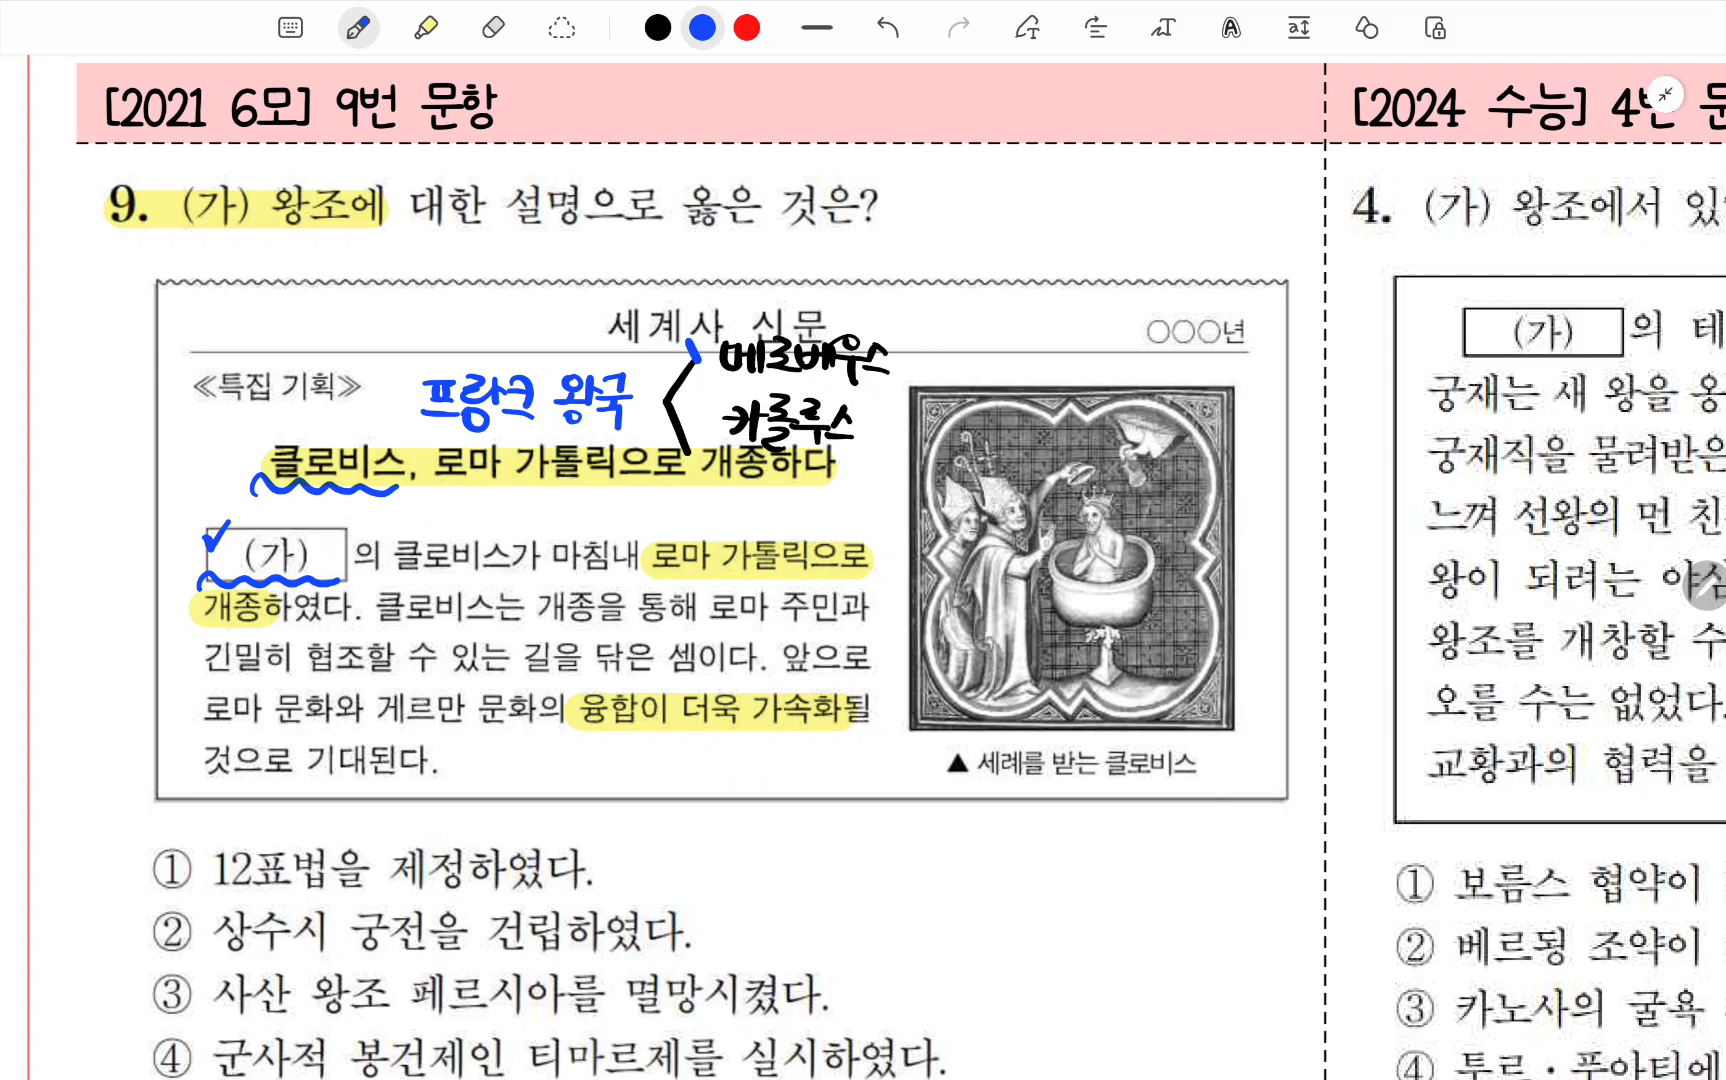 [2021 6모] 9번 문항
9. (가) 왕조에 대한 설명으로 옳은 것은?
세계사 신문
○○○년
≪특집 기획≫
프랑크 왕국
메로베우스
카롤루스
클로비스, 로마 가톨릭으로 개종하다
(가) 의 클로비스가 마침내 로마 가톨릭으로
개종하였다. 클로비스는 개종을 통해 로마 주민과
긴밀히 협조할 수 있는 길을 닦은 셈이다. 앞으로
로마 문화와 게르만 문화의 융합이 더욱 가속화될
것으로 기대된다.
▲ 세례를 받는 클로비스
① 12표법을 제정하였다.
② 상수시 궁전을 건립하였다.
③ 사산 왕조 페르시아를 멸망시켰다.
④ 군사적 봉건제인 티마르제를 실시하였다.
[2024 수능] 4번
4. (가) 왕조에서 있
(가) 의 테
궁재는 새 왕을 옹
궁재직을 물려받은
느껴 선왕의 먼 친
왕이 되려는 야심
왕조를 개창할 수
오를 수는 없었다.
교황과의 협력을
① 보름스 협약이
② 베르됭 조약이
③ 카노사의 굴욕
④ 투르・푸아티에